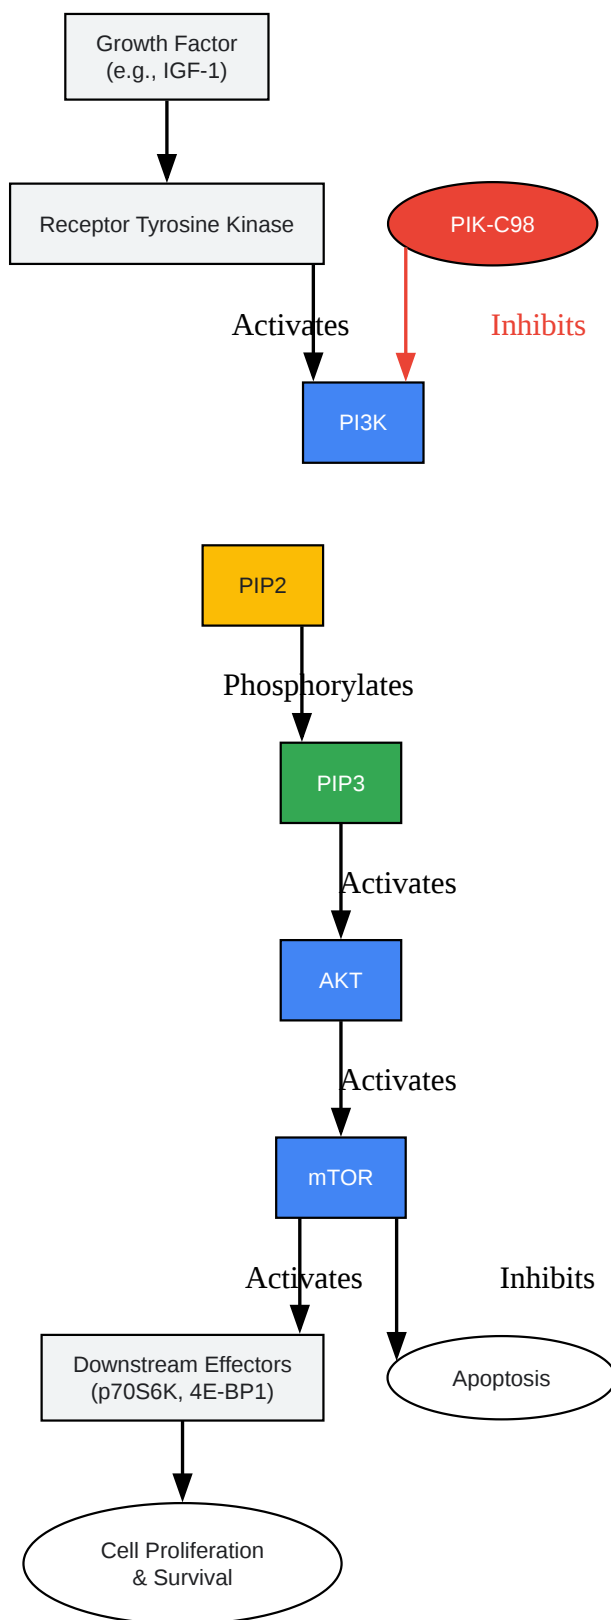 Growth Factor
(e.g., IGF-1)
Receptor Tyrosine Kinase
PIK-C98
Activates
Inhibits
PI3K
PIP2
Phosphorylates
PIP3
Activates
AKT
Activates
mTOR
Activates
Inhibits
Downstream Effectors
(p70S6K, 4E-BP1)
Apoptosis
Cell Proliferation
& Survival